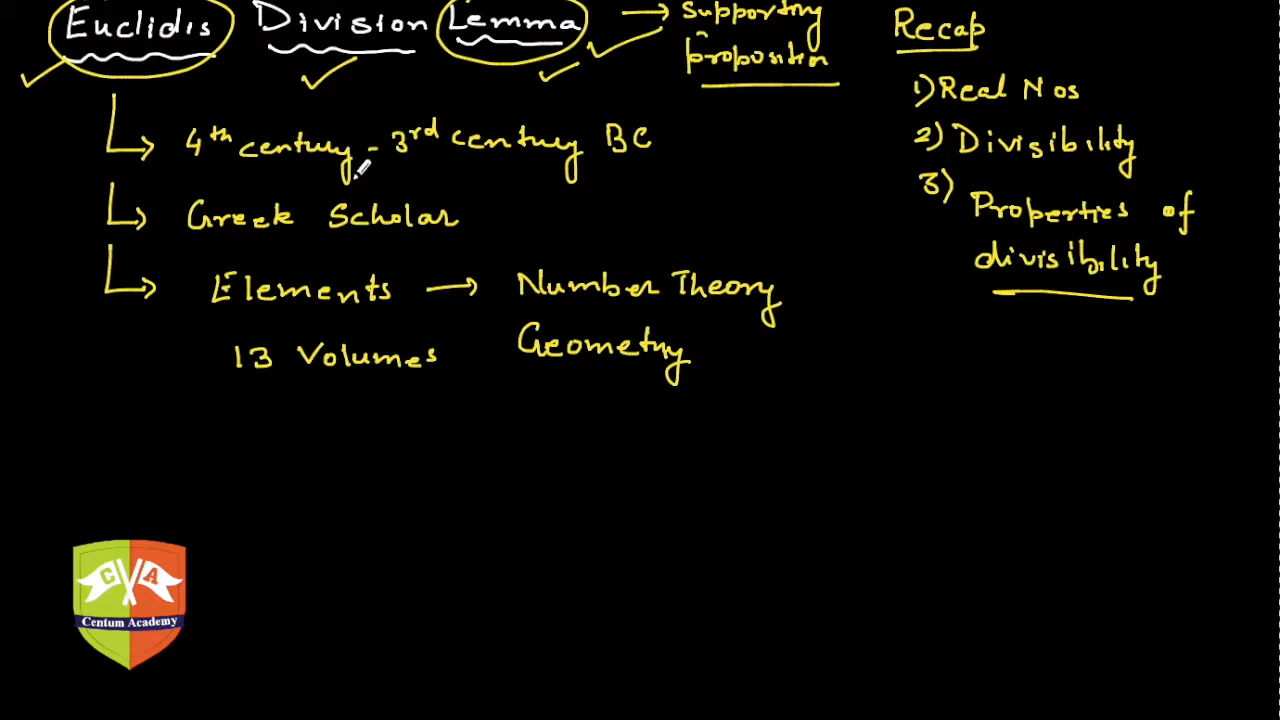 Euclidis Division Lemma → supporting
proposition
4th century - 3rd century BC
Greek Scholar
Elements → Number Theory
13 Volumes Geometry
Recap
1) Real Nos
2) Divisibility
3) Properties of
divisibility
C A
Centum Academy